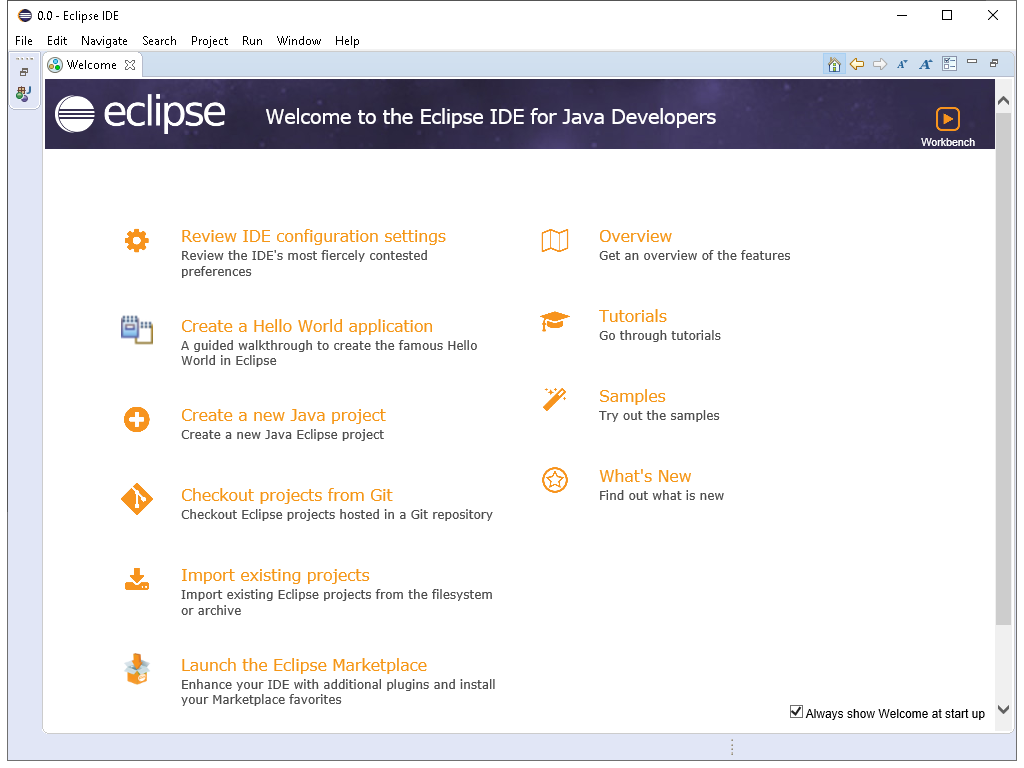 0.0 - Eclipse IDE
File Edit Navigate Search Project Run Window Help
Welcome
eclipse
Welcome to the Eclipse IDE for Java Developers
Workbench
Review IDE configuration settings
Review the IDE's most fiercely contested
preferences
Create a Hello World application
A guided walkthrough to create the famous Hello
World in Eclipse
Create a new Java project
Create a new Java Eclipse project
Checkout projects from Git
Checkout Eclipse projects hosted in a Git repository
Import existing projects
Import existing Eclipse projects from the filesystem
or archive
Launch the Eclipse Marketplace
Enhance your IDE with additional plugins and install
your Marketplace favorites
Overview
Get an overview of the features
Tutorials
Go through tutorials
Samples
Try out the samples
What's New
Find out what is new
Always show Welcome at start up